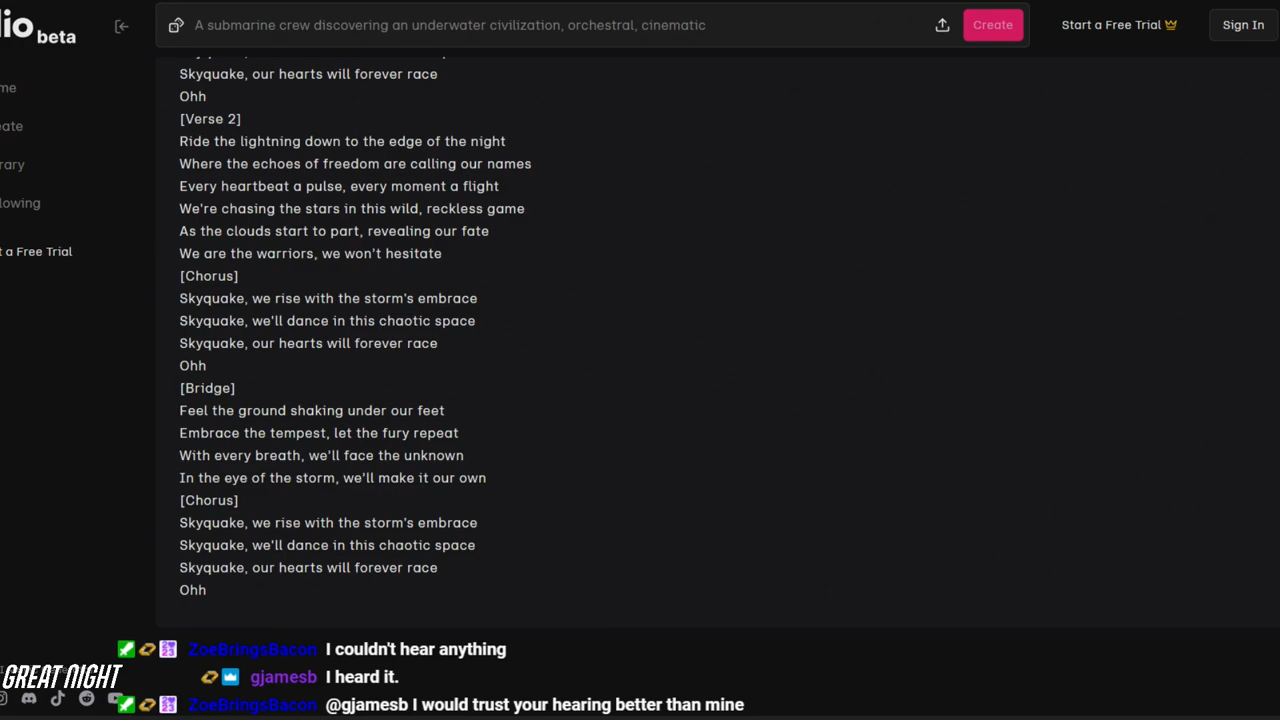 lio beta
A submarine crew discovering an underwater civilization, orchestral, cinematic
Create
Start a Free Trial
Sign In
me
eate
rary
lowing
t a Free Trial
Skyquake, our hearts will forever race
Ohh
[Verse 2]
Ride the lightning down to the edge of the night
Where the echoes of freedom are calling our names
Every heartbeat a pulse, every moment a flight
We're chasing the stars in this wild, reckless game
As the clouds start to part, revealing our fate
We are the warriors, we won't hesitate
[Chorus]
Skyquake, we rise with the storm's embrace
Skyquake, we'll dance in this chaotic space
Skyquake, our hearts will forever race
Ohh
[Bridge]
Feel the ground shaking under our feet
Embrace the tempest, let the fury repeat
With every breath, we'll face the unknown
In the eye of the storm, we'll make it our own
[Chorus]
Skyquake, we rise with the storm's embrace
Skyquake, we'll dance in this chaotic space
Skyquake, our hearts will forever race
Ohh
ZoeBringsBacon I couldn't hear anything
gjamesb I heard it.
ZoeBringsBacon @gjamesb I would trust your hearing better than mine
GREAT NIGHT